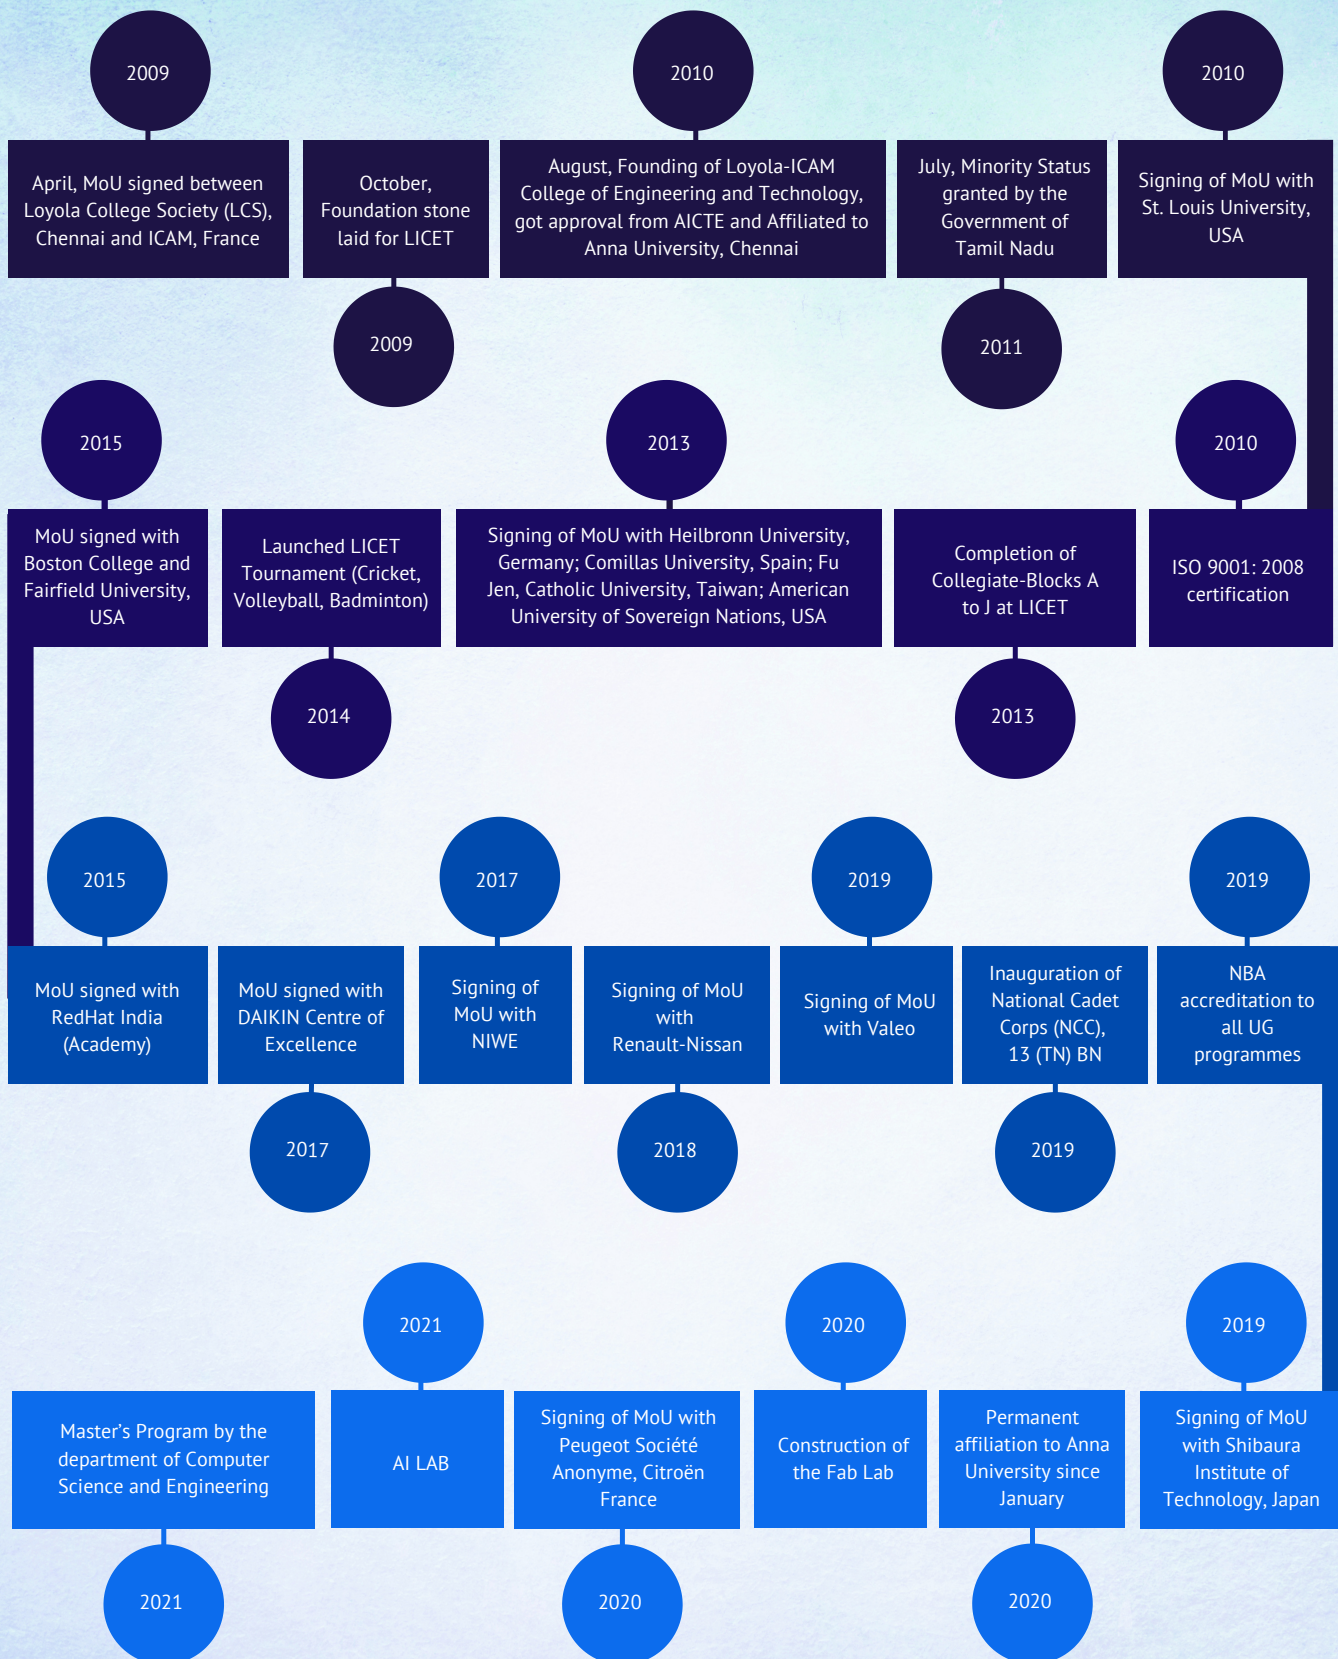 2009
April, MoU signed between
Loyola College Society (LCS),
Chennai and ICAM, France
October,
Foundation stone
laid for LICET
2009
2010
August, Founding of Loyola-ICAM
College of Engineering and Technology,
got approval from AICTE and Affiliated to
Anna University, Chennai
July, Minority Status
granted by the
Government of
Tamil Nadu
2011
2010
Signing of MoU with
St. Louis University,
USA
2010
ISO 9001: 2008
certification
Completion of
Collegiate-Blocks A
to J at LICET
2013
2013
Signing of MoU with Heilbronn University,
Germany; Comillas University, Spain; Fu
Jen, Catholic University, Taiwan; American
University of Sovereign Nations, USA
Launched LICET
Tournament (Cricket,
Volleyball, Badminton)
2014
2015
MoU signed with
Boston College and
Fairfield University,
USA
2015
MoU signed with
RedHat India
(Academy)
MoU signed with
DAIKIN Centre of
Excellence
2017
2017
Signing of
MoU with
NIWE
Signing of MoU
with
Renault-Nissan
2018
2019
Signing of MoU
with Valeo
Inauguration of
National Cadet
Corps (NCC),
13 (TN) BN
2019
2019
NBA
accreditation to
all UG
programmes
2019
Signing of MoU
with Shibaura
Institute of
Technology, Japan
Permanent
affiliation to Anna
University since
January
2020
2020
Construction of
the Fab Lab
Signing of MoU with
Peugeot Société
Anonyme, Citroën
France
2020
2021
AI LAB
Master’s Program by the
department of Computer
Science and Engineering
2021